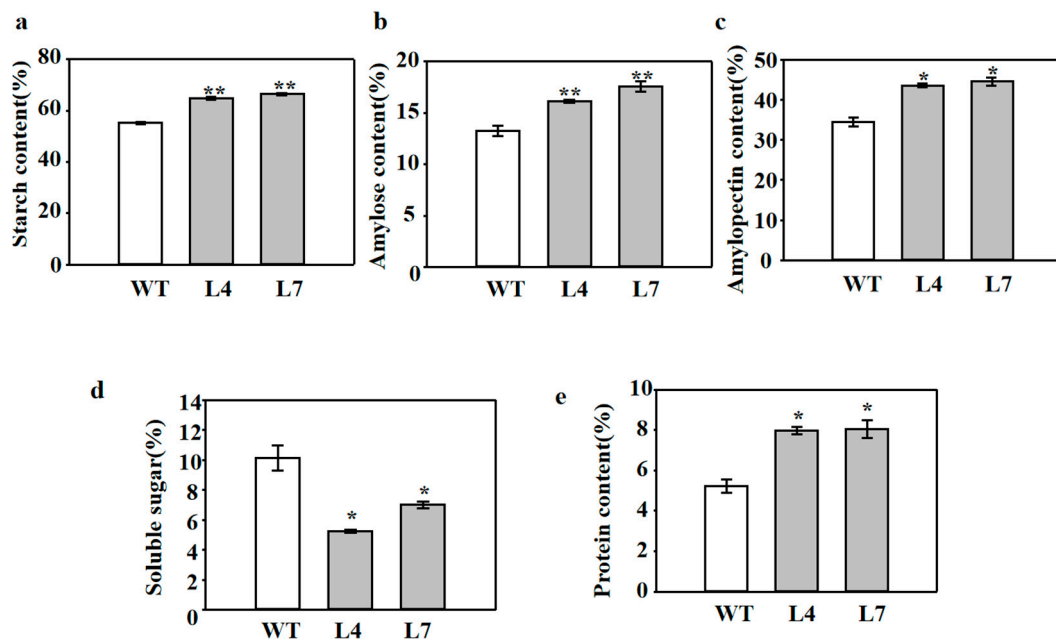 a
Starch content(%)
80
60
40
20
0
** **
WT L4 L7
b
Amylose content(%)
20
15
10
5
0
** **
WT L4 L7
c
Amylopectin content(%)
50
40
30
20
10
0
* *
WT L4 L7
d
Soluble sugar(%)
14
12
10
8
6
4
2
0
* *
WT L4 L7
e
Protein content(%)
10
8
6
4
2
0
* *
WT L4 L7